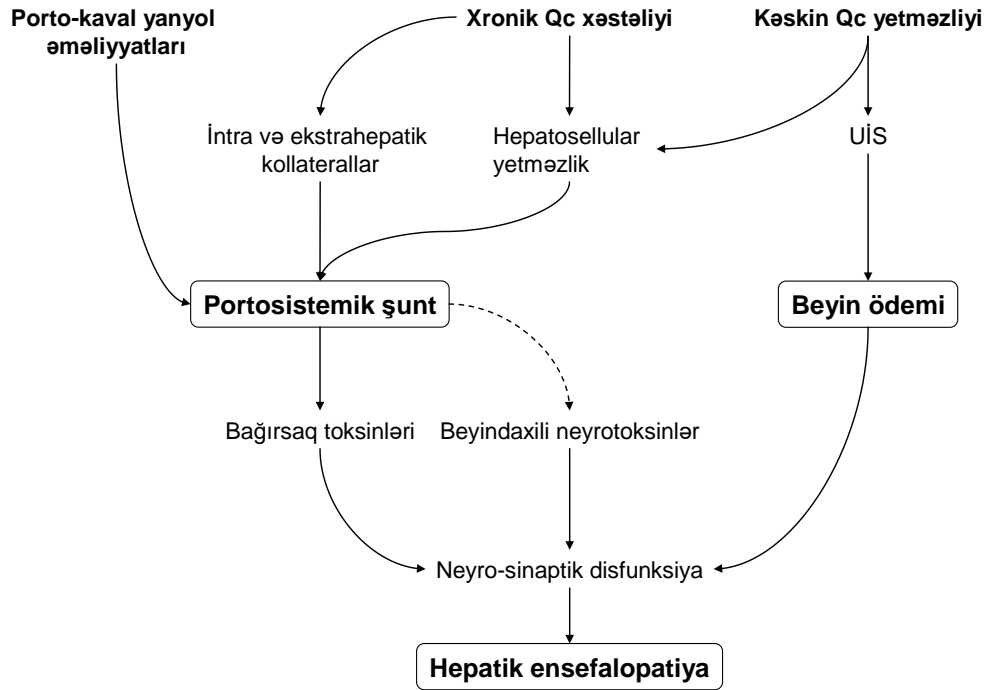 Porto-kaval yanyol
əməliyyatları
Xronik Qc xəstəliyi
Kəskin Qc yetməzliyi
İntra və ekstrahepatik
kollaterallar
Hepatosellular
yetməzlik
UİS
Portosistemik şunt
Beyin ödemi
Bağırsaq toksinləri
Beyindaxili neyrotoksinlər
Neyro-sinaptik disfunksiya
Hepatik ensefalopatiya